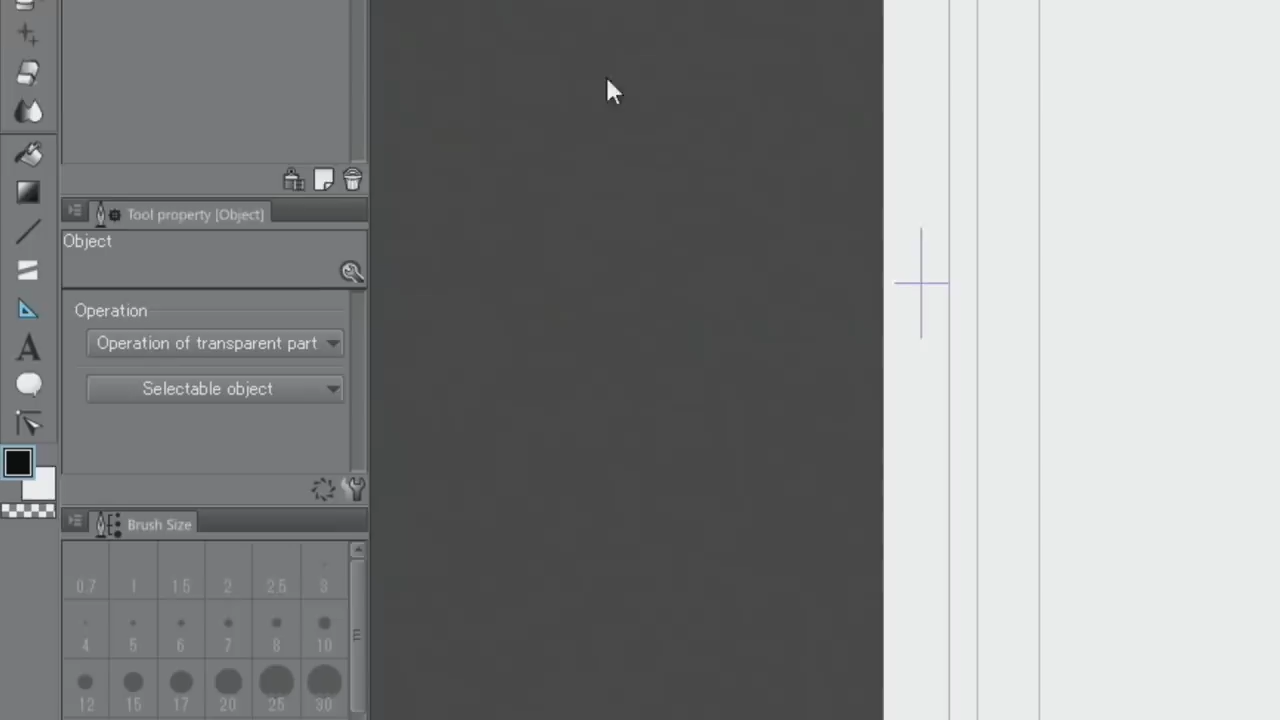 Tool property [Object]
Object
Operation
Operation of transparent part
Selectable object
Brush Size
0.7 1 1.5 2 2.5 3
4 5 6 7 8 10
12 15 17 20 25 30